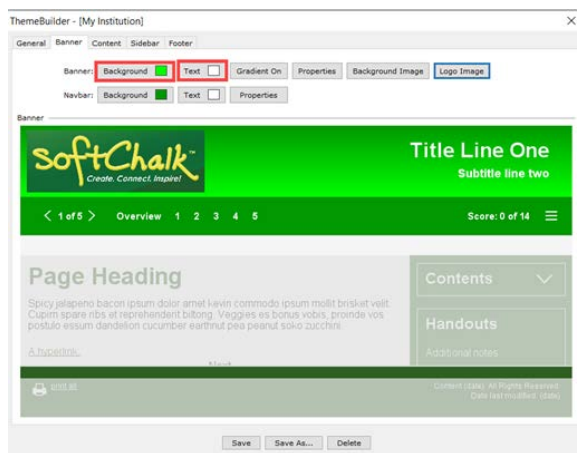 ThemeBuilder - [My Institution]
General Banner Content Sidebar Footer
Banner: Background Text Gradient On Properties Background Image Logo Image
Navbar: Background Text Properties
Banner
SoftChalk™
Create. Connect. Inspire!
Title Line One
Subtitle line two
< 1 of 5 > Overview 1 2 3 4 5 Score: 0 of 14
Page Heading
Spicy jalapeno bacon ipsum dolor amet kevin commodo ipsum mollit brisket velit.
Cupim spare ribs et reprehenderit biltong. Veggies es bonus vobis, proinde vos
postulo essum dandelion cucumber earthnut pea peanut soko zucchini.
A hyperlink.
Next
Contents
Handouts
Additional notes
print all
Content {date}. All Rights Reserved.
Date last modified: {date}
Save Save As... Delete